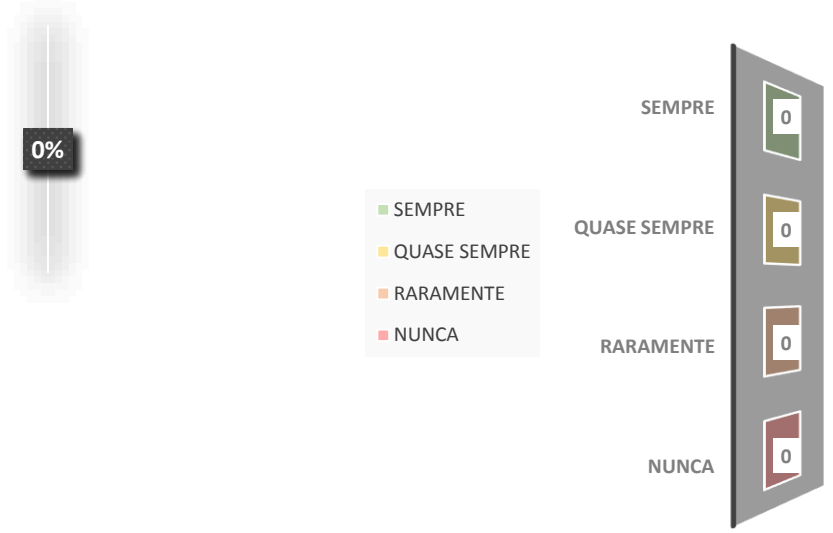 0%
SEMPRE
QUASE SEMPRE
RARAMENTE
NUNCA
SEMPRE
0
QUASE SEMPRE
0
RARAMENTE
0
NUNCA
0